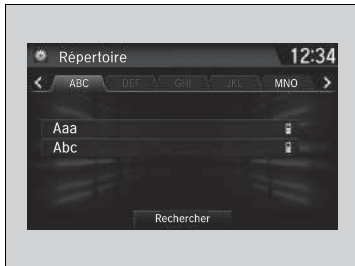 Répertoire 12:34
< ABC DEF GHI JKL MNO >
Aaa
Abc
Rechercher